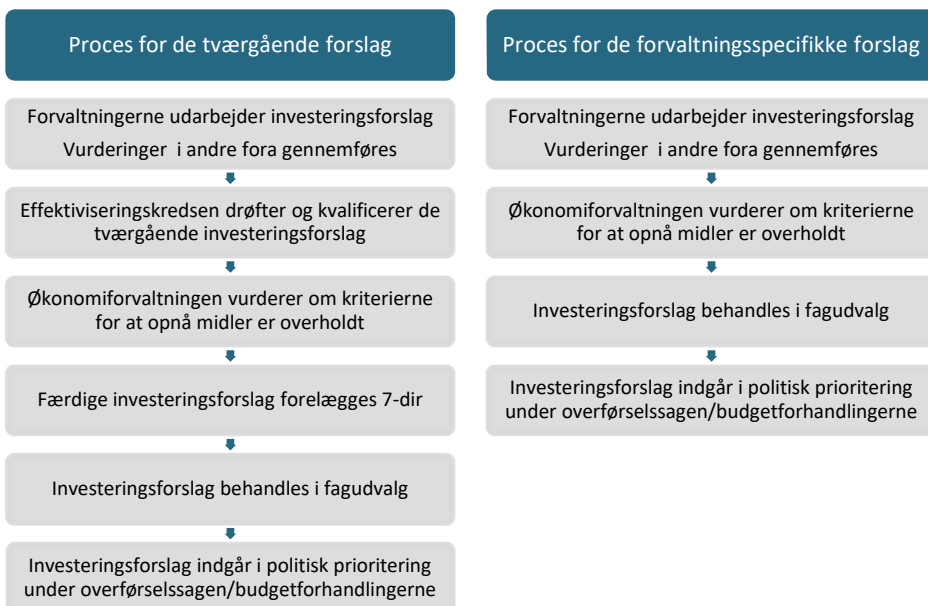 Proces for de tværgående forslag
Forvaltningerne udarbejder investeringsforslag
Vurderinger i andre fora gennemføres
Effektiviseringskredsen drøfter og kvalificerer de
tværgående investeringsforslag
Økonomiforvaltningen vurderer om kriterierne
for at opnå midler er overholdt
Færdige investeringsforslag forelægges 7-dir
Investeringsforslag behandles i fagudvalg
Investeringsforslag indgår i politisk prioritering
under overførselssagen/budgetforhandlingerne
Proces for de forvaltningsspecifikke forslag
Forvaltningerne udarbejder investeringsforslag
Vurderinger i andre fora gennemføres
Økonomiforvaltningen vurderer om kriterierne
for at opnå midler er overholdt
Investeringsforslag behandles i fagudvalg
Investeringsforslag indgår i politisk prioritering
under overførselssagen/budgetforhandlingerne